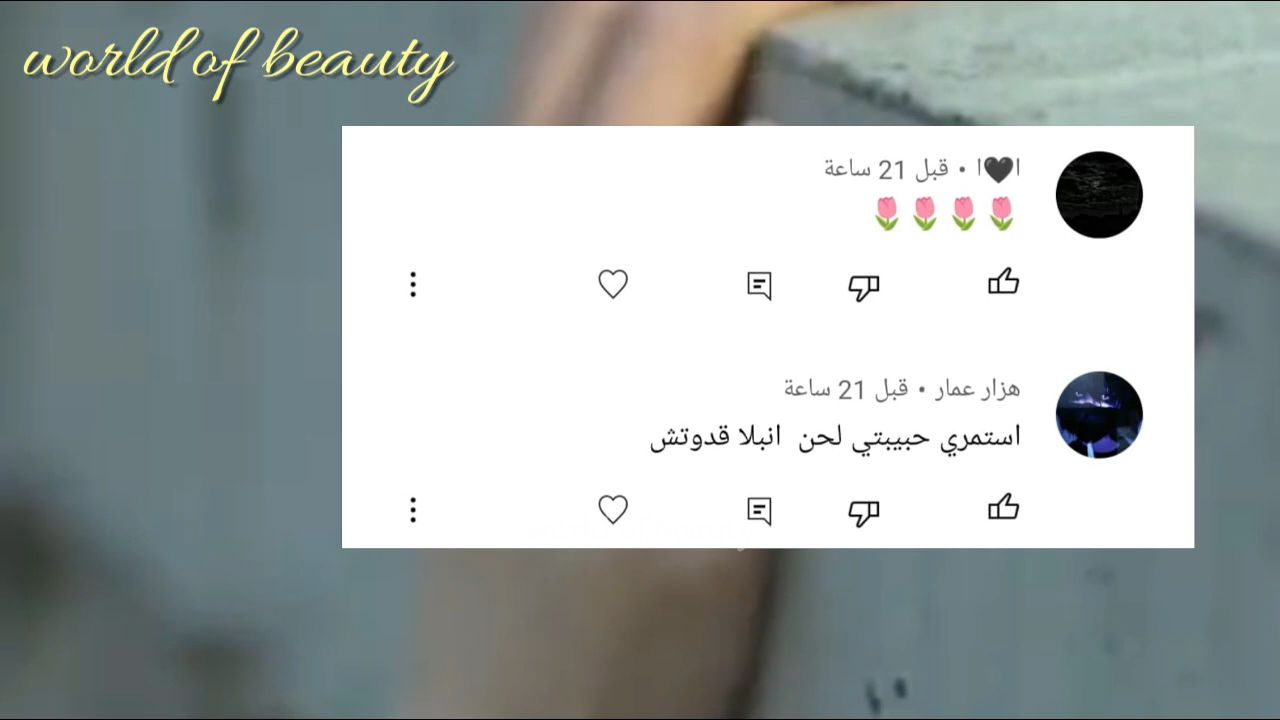 world of beauty
ا🖤ا • قبل 21 ساعة
🌷🌷🌷🌷
هزار عمار • قبل 21 ساعة
استمري حبيبتي لحن انبلا قدوتش